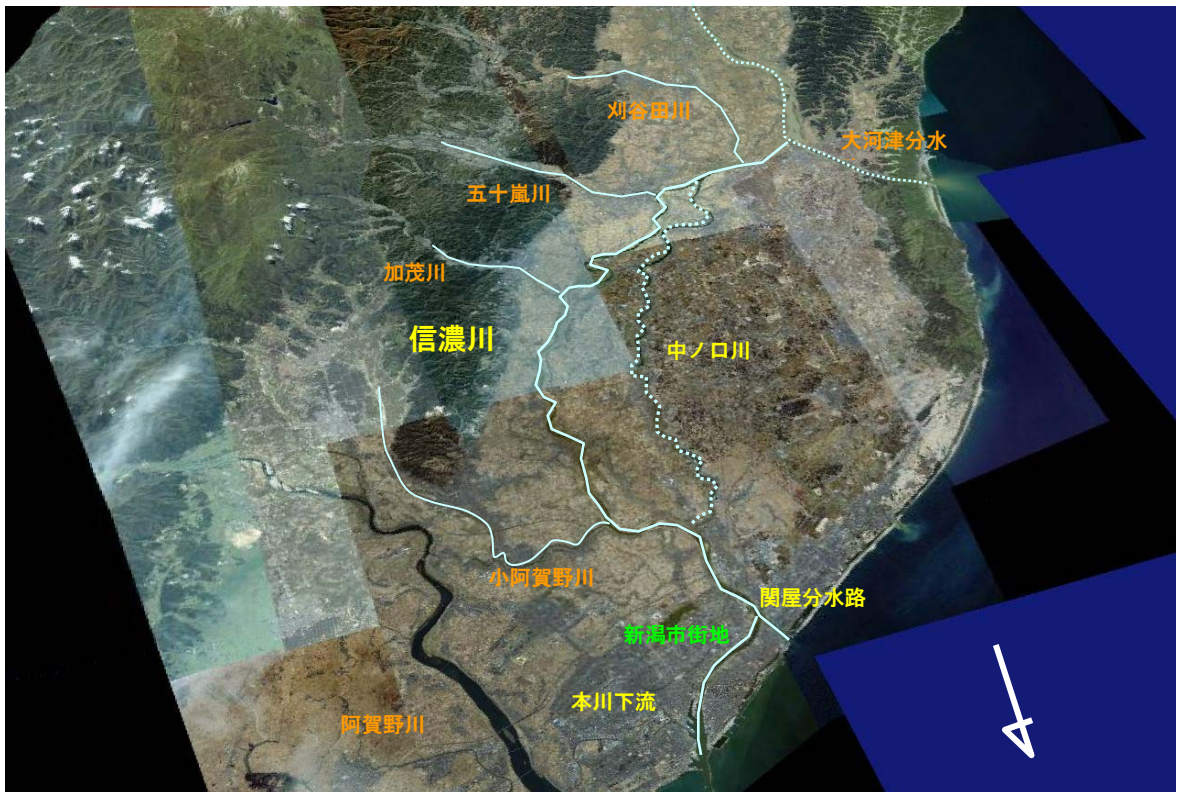 刈谷田川
大河津分水
五十嵐川
加茂川
信濃川
中ノ口川
小阿賀野川
関屋分水路
新潟市街地
本川下流
阿賀野川